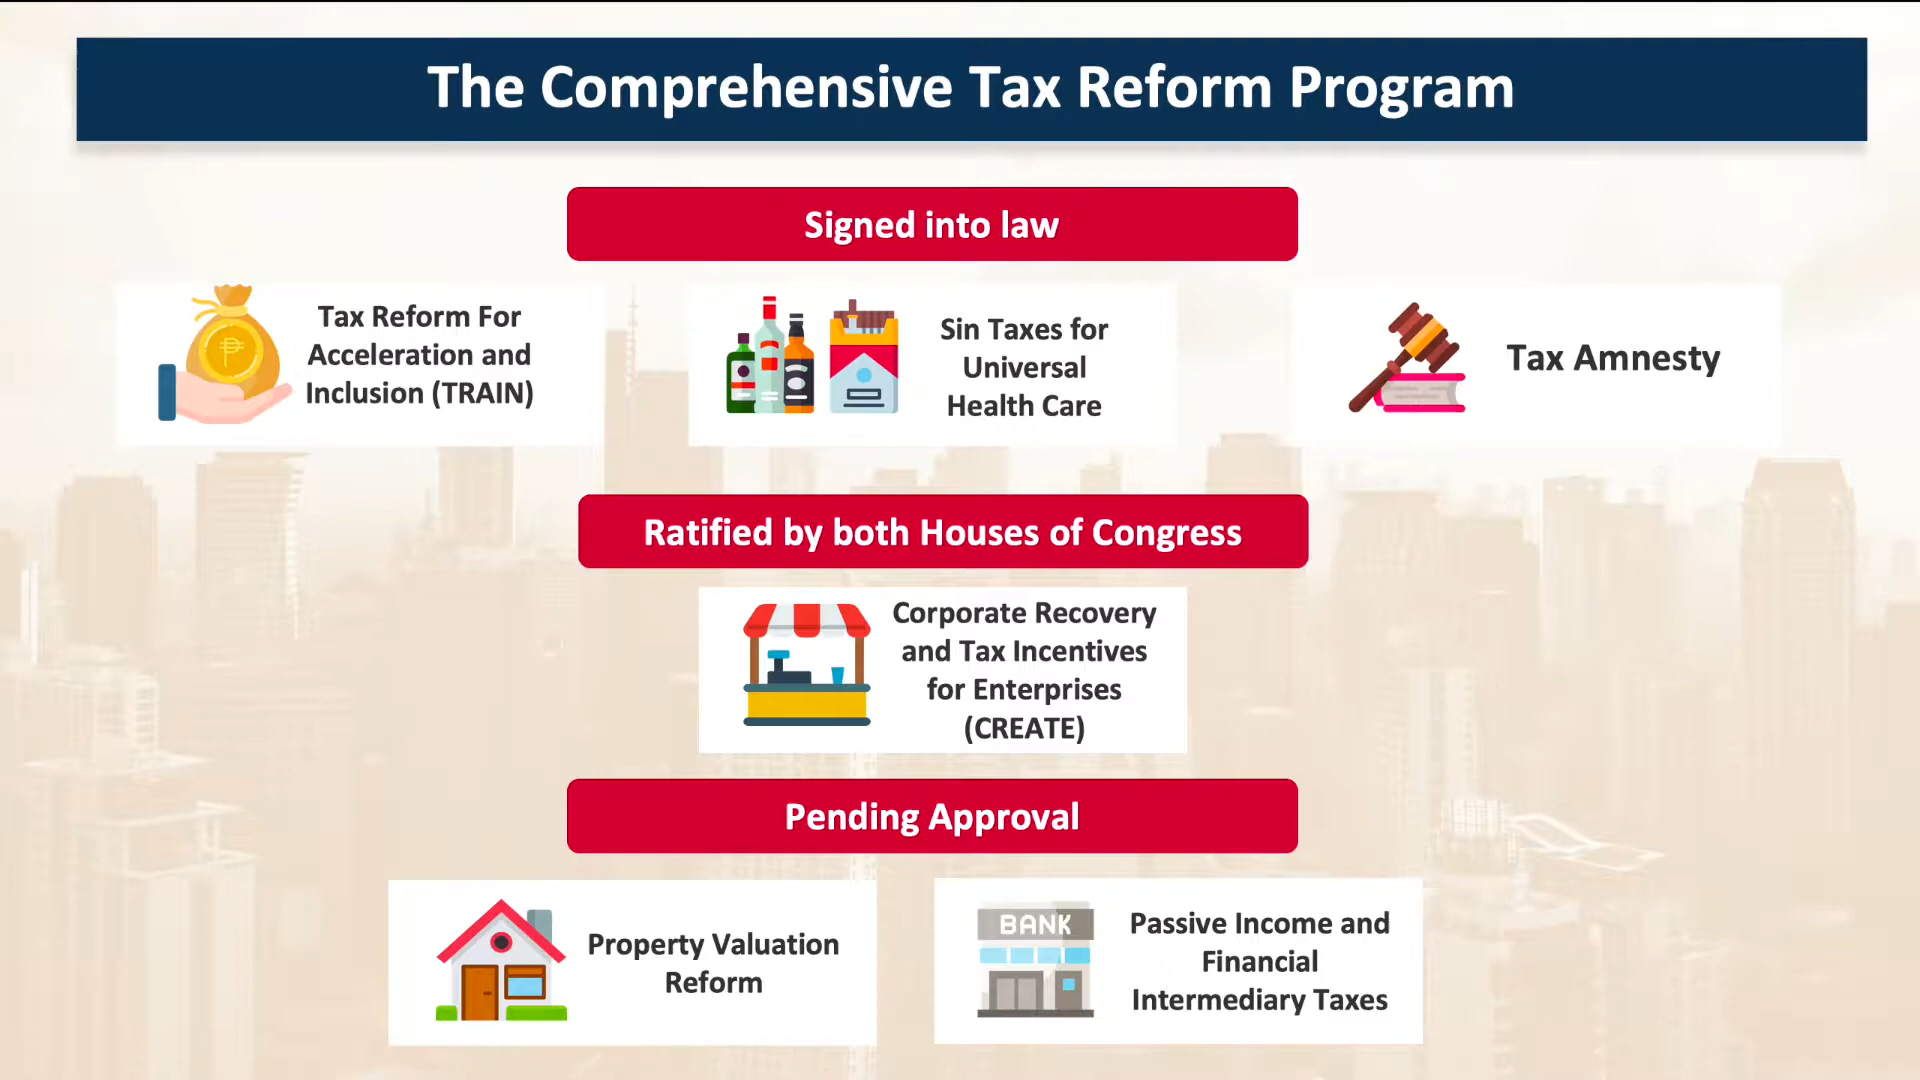 The Comprehensive Tax Reform Program
Signed into law
Tax Reform For
Acceleration and
Inclusion (TRAIN)
Sin Taxes for
Universal
Health Care
Tax Amnesty
Ratified by both Houses of Congress
Corporate Recovery
and Tax Incentives
for Enterprises
(CREATE)
Pending Approval
Property Valuation
Reform
BANK
Passive Income and
Financial
Intermediary Taxes